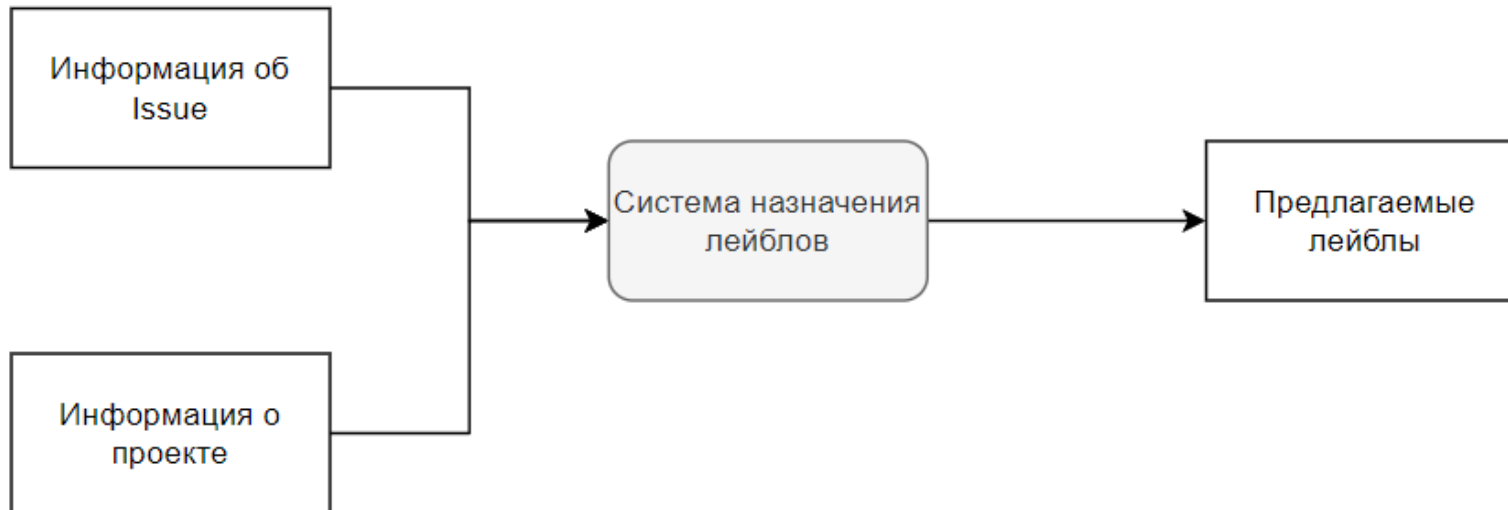 Информация об
Issue
Система назначения
лейблов
Предлагаемые
лейблы
Информация о
проекте